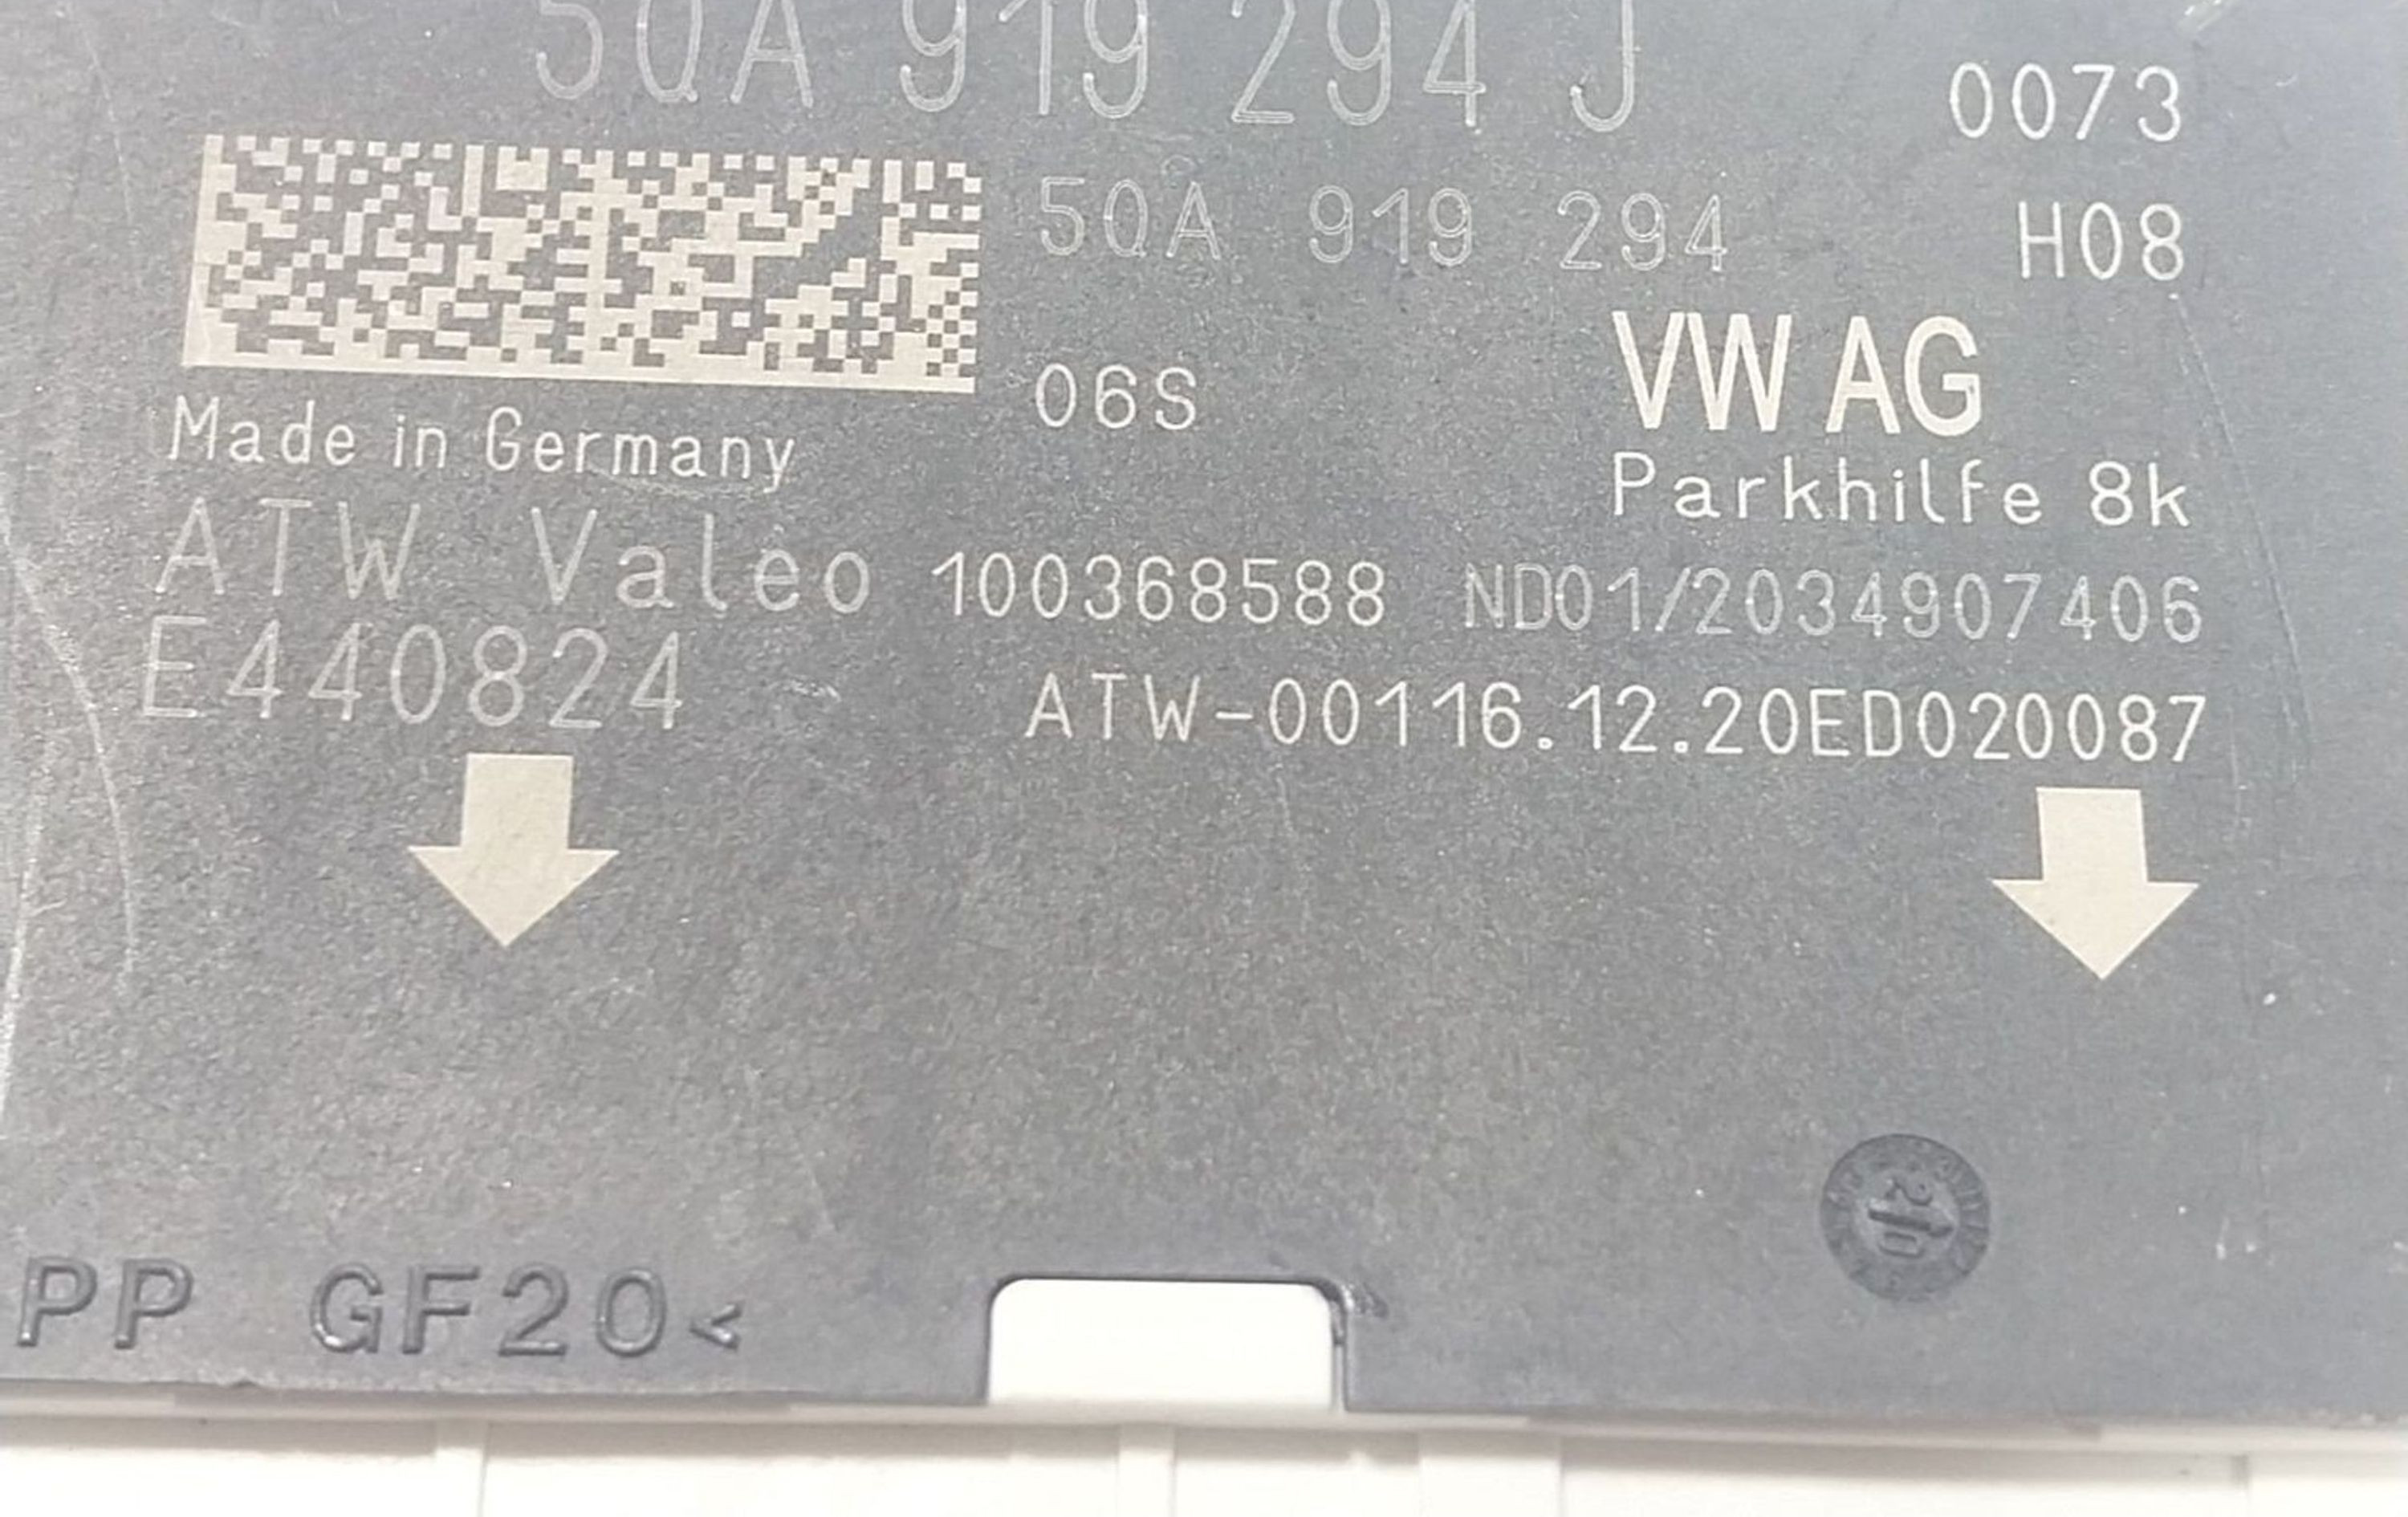 5QA 919 294 J
0073
5QA 919 294
H08
06S
VW AG
Made in Germany
Parkhilfe 8k
ATW Valeo 100368588 ND01/2034907406
E440824
ATW-00116.12.20ED020087
PP GF20<